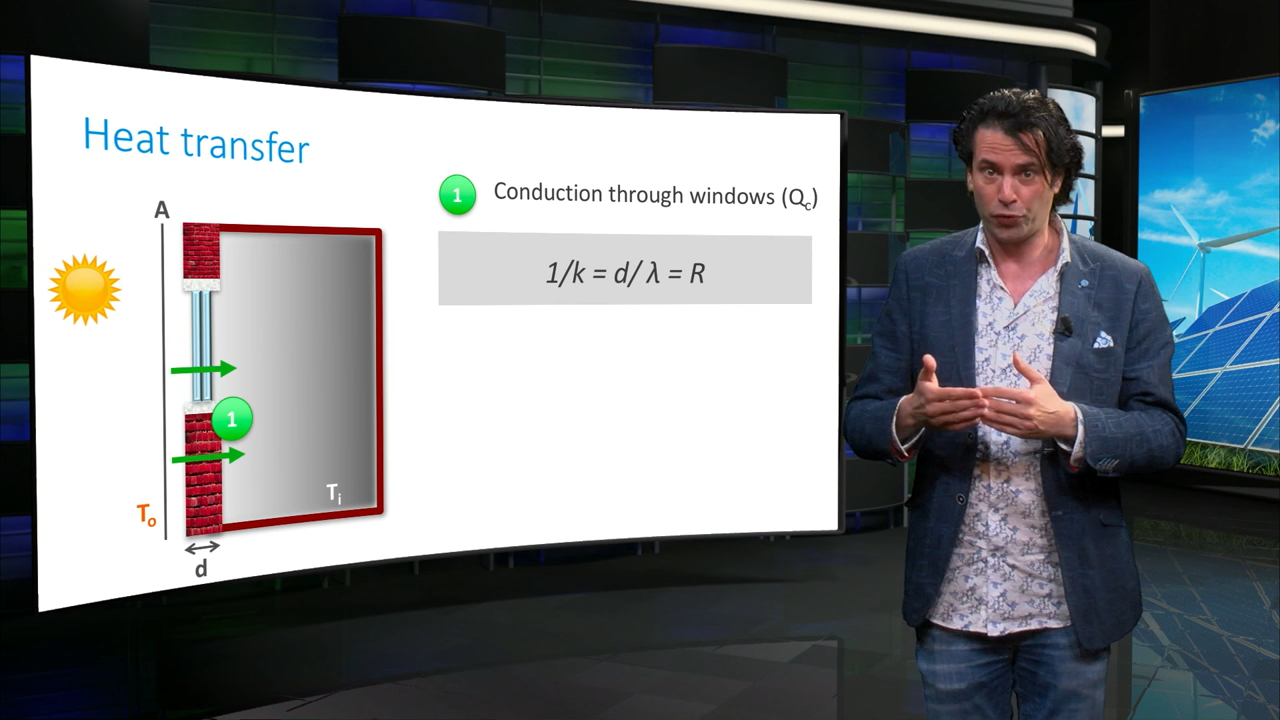 Heat transfer
1 Conduction through windows (Qc)
1/k = d/ λ = R
A
1
Ti
To
d